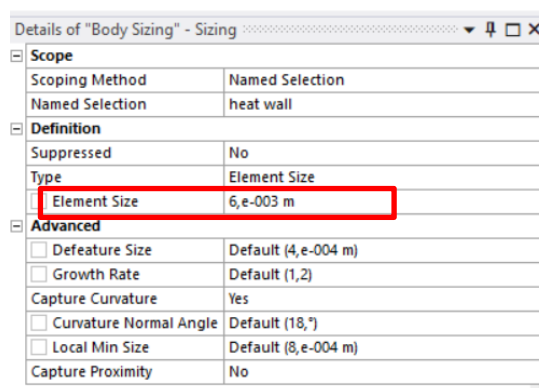 Details of "Body Sizing" - Sizing
Scope
Scoping Method Named Selection
Named Selection heat wall
Definition
Suppressed No
Type Element Size
Element Size 6,e-003 m
Advanced
Defeature Size Default (4,e-004 m)
Growth Rate Default (1,2)
Capture Curvature Yes
Curvature Normal Angle Default (18,°)
Local Min Size Default (8,e-004 m)
Capture Proximity No